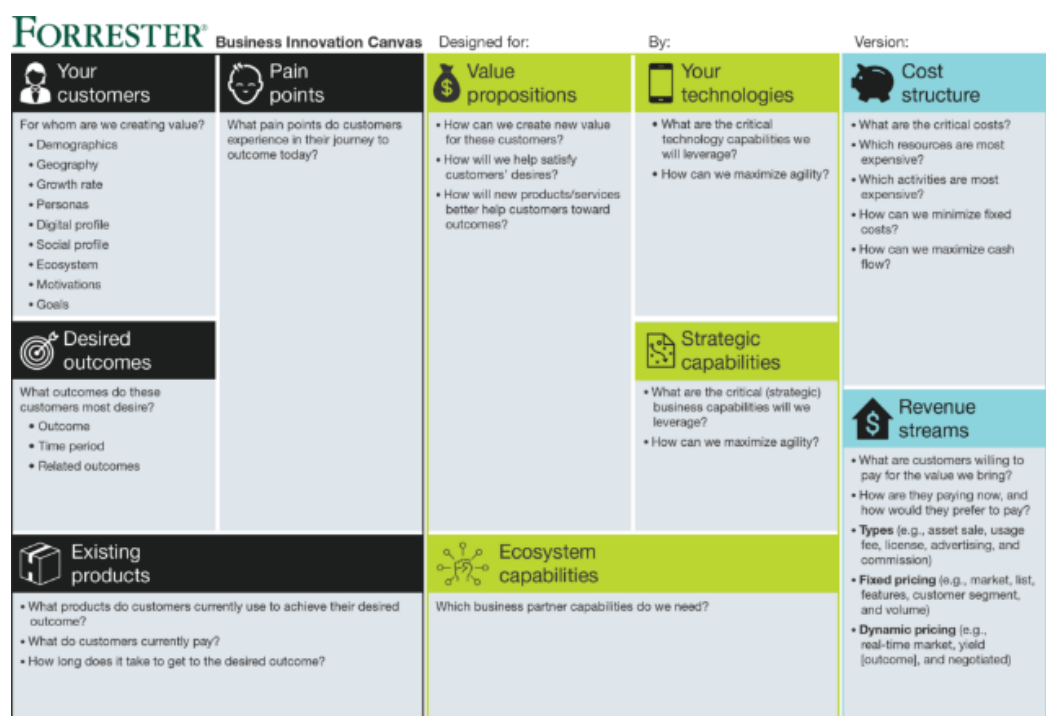 FORRESTER®
Business Innovation Canvas
Designed for:
By:
Version:
Your
customers
For whom are we creating value?
• Demographics
• Geography
• Growth rate
• Personas
• Digital profile
• Social profile
• Ecosystem
• Motivations
• Goals
Pain
points
What pain points do customers
experience in their journey to
outcome today?
Desired
outcomes
What outcomes do these
customers most desire?
• Outcome
• Time period
• Related outcomes
Existing
products
• What products do customers currently use to achieve their desired
outcome?
• What do customers currently pay?
• How long does it take to get to the desired outcome?
Value
propositions
• How can we create new value
for these customers?
• How will we help satisfy
customers' desires?
• How will new products/services
better help customers toward
outcomes?
Your
technologies
• What are the critical
technology capabilities we
will leverage?
• How can we maximize agility?
Strategic
capabilities
• What are the critical (strategic)
business capabilities will we
leverage?
• How can we maximize agility?
Ecosystem
capabilities
Which business partner capabilities do we need?
Cost
structure
• What are the critical costs?
• Which resources are most
expensive?
• Which activities are most
expensive?
• How can we minimize fixed
costs?
• How can we maximize cash
flow?
Revenue
streams
• What are customers willing to
pay for the value we bring?
• How are they paying now, and
how would they prefer to pay?
• Types (e.g., asset sale, usage
fee, license, advertising, and
commission)
• Fixed pricing (e.g., market, list,
features, customer segment,
and volume)
• Dynamic pricing (e.g.,
real-time market, yield
[outcome], and negotiated)